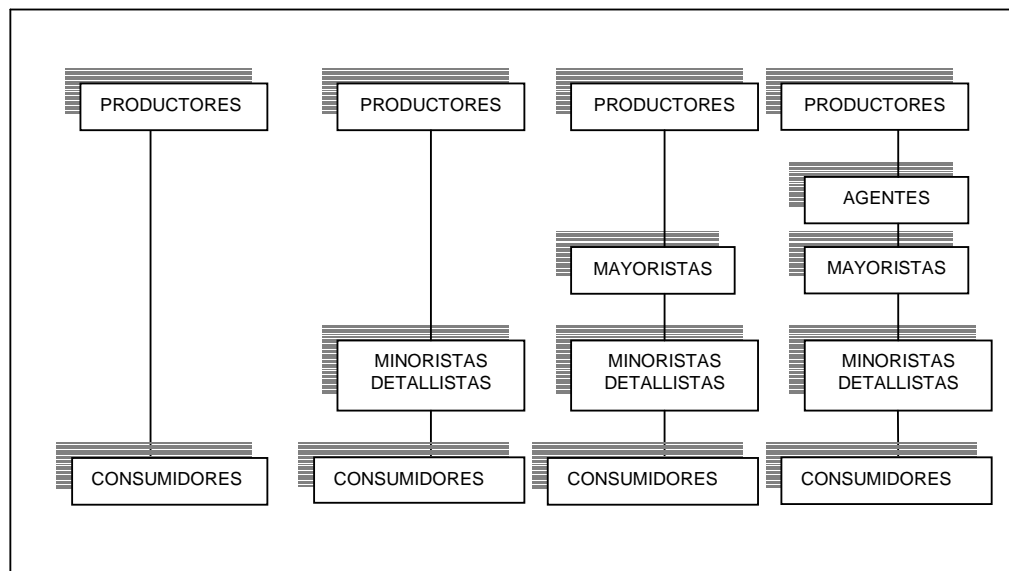 PRODUCTORES
PRODUCTORES
PRODUCTORES
PRODUCTORES
AGENTES
MAYORISTAS
MAYORISTAS
MINORISTAS
DETALLISTAS
MINORISTAS
DETALLISTAS
MINORISTAS
DETALLISTAS
CONSUMIDORES
CONSUMIDORES
CONSUMIDORES
CONSUMIDORES